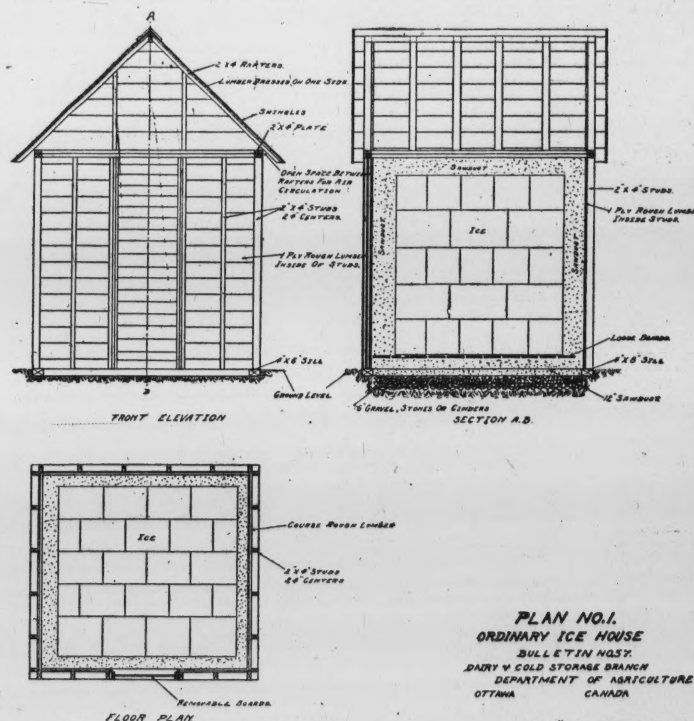 A
2"x4" RAFTERS.
LUMBER DRESSED ON ONE SIDE.
SHINGLES
2"x4" PLATE
OPEN SPACE BETWEEN
RAFTERS FOR AIR
CIRCULATION
2"x4" STUDS
24" CENTERS
1 PLY ROUGH LUMBER
INSIDE OF STUDS.
4"x6" SILL
GROUND LEVEL
B
FRONT ELEVATION
SAWDUST
SAWDUST
ICE
SAWDUST
2"x4" STUDS.
1 PLY ROUGH LUMBER
INSIDE STUDS.
LOOSE BOARDS
4"x8" SILL
12" SAWDUST
6" GRAVEL, STONES OR CINDERS
SECTION A.B.
ICE
COURSE ROUGH LUMBER
2"x4" STUDS
24" CENTERS
REMOVABLE BOARDS
FLOOR PLAN
PLAN NO.1.
ORDINARY ICE HOUSE
BULLETIN NO.57.
DAIRY & COLD STORAGE BRANCH
DEPARTMENT OF AGRICULTURE
OTTAWA CANADA